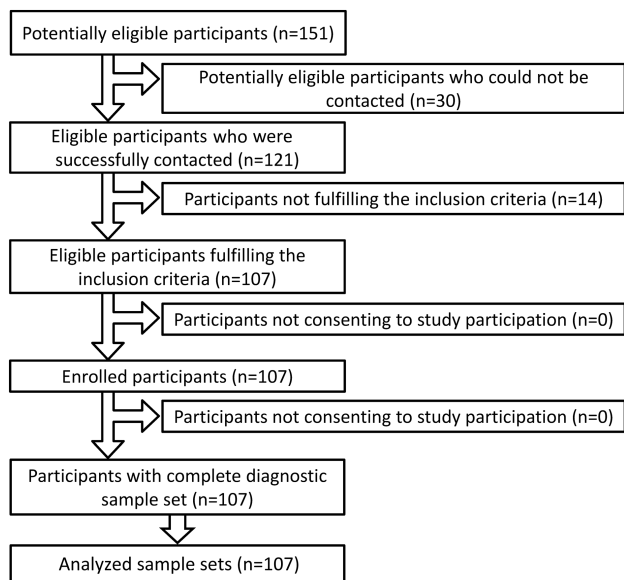 Potentially eligible participants (n=151)
Potentially eligible participants who could not be
contacted (n=30)
Eligible participants who were
successfully contacted (n=121)
Participants not fulfilling the inclusion criteria (n=14)
Eligible participants fulfilling the
inclusion criteria (n=107)
Participants not consenting to study participation (n=0)
Enrolled participants (n=107)
Participants not consenting to study participation (n=0)
Participants with complete diagnostic
sample set (n=107)
Analyzed sample sets (n=107)